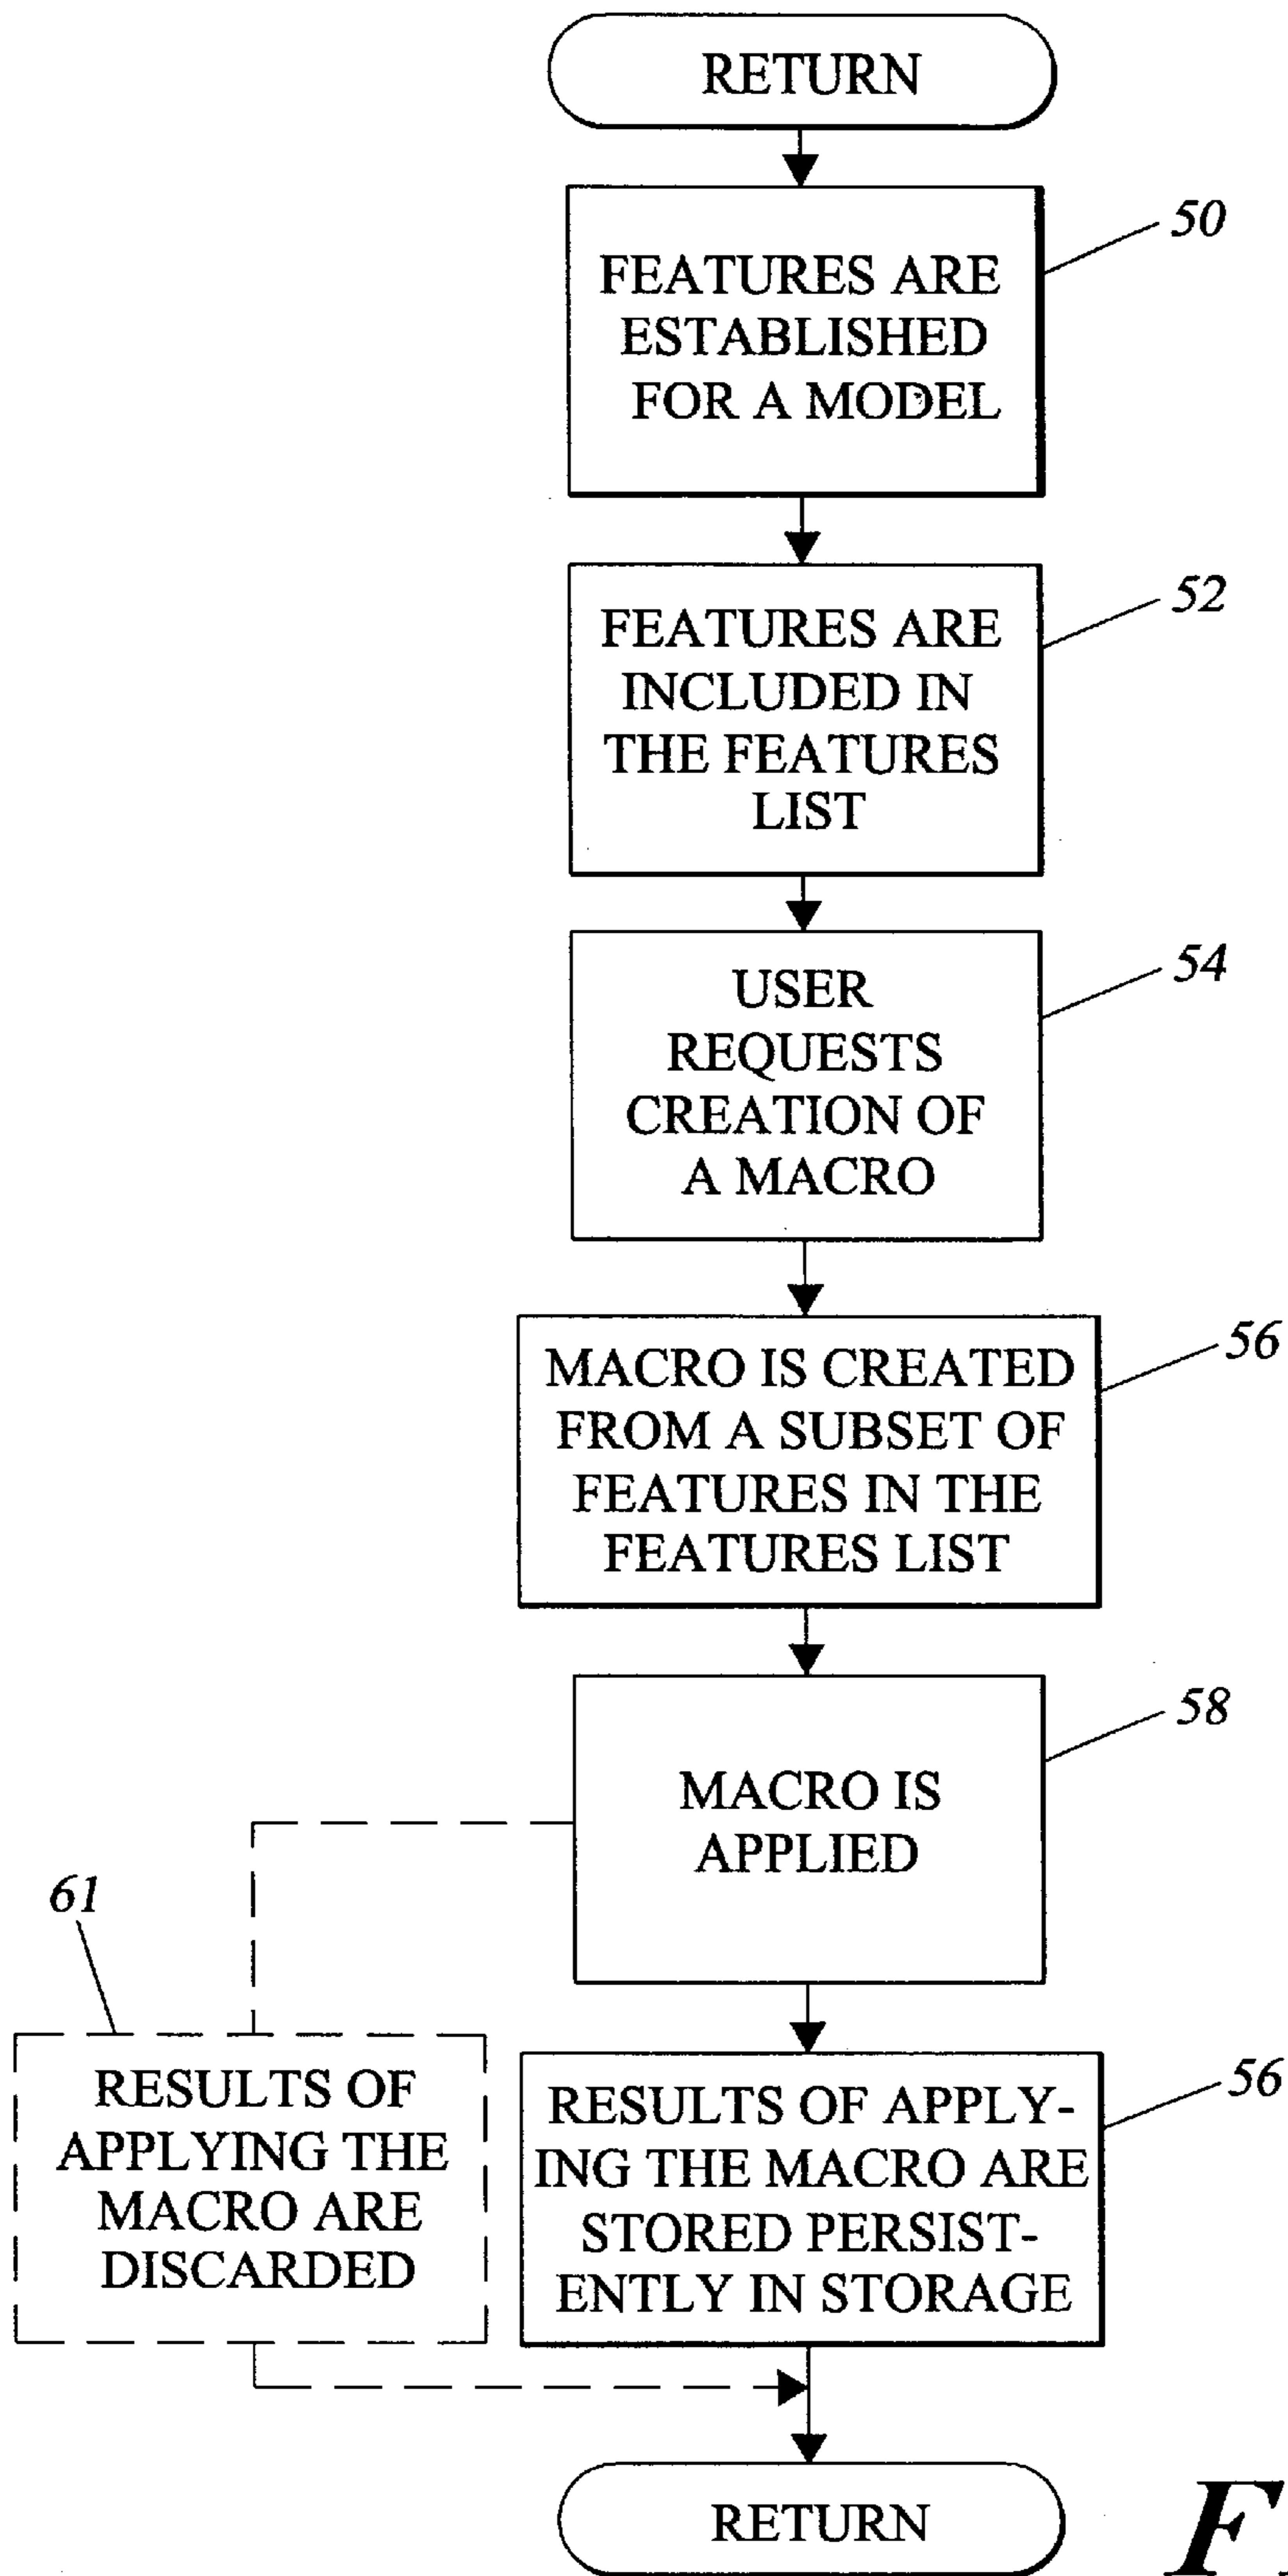 RETURN
50
FEATURES ARE
ESTABLISHED
FOR A MODEL
52
FEATURES ARE
INCLUDED IN
THE FEATURES
LIST
54
USER
REQUESTS
CREATION OF
A MACRO
56
MACRO IS CREATED
FROM A SUBSET OF
FEATURES IN THE
FEATURES LIST
58
MACRO IS
APPLIED
61
RESULTS OF
APPLYING THE
MACRO ARE
DISCARDED
56
RESULTS OF APPLY-
ING THE MACRO ARE
STORED PERSIST-
ENTLY IN STORAGE
RETURN
F